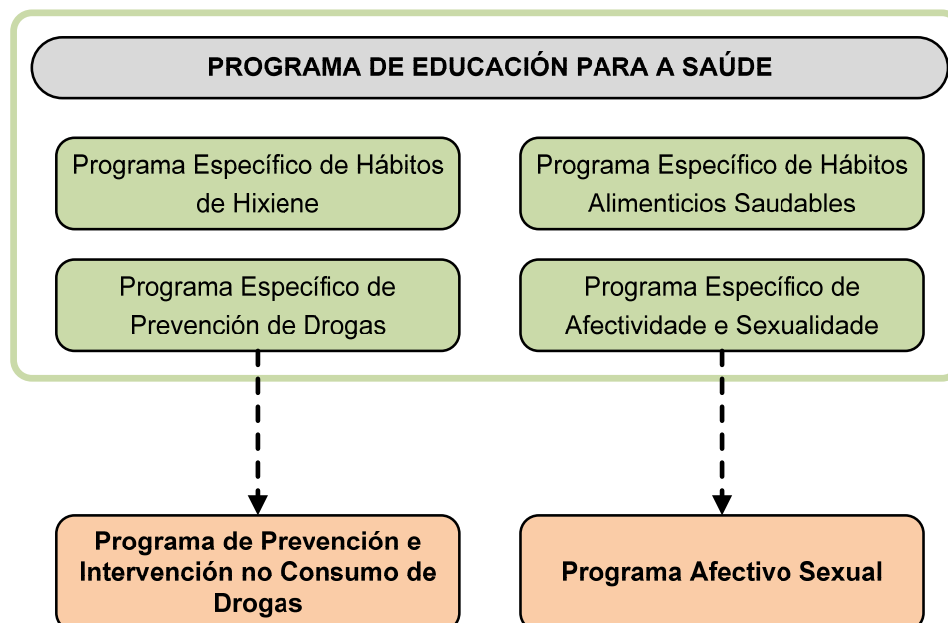 PROGRAMA DE EDUCACIÓN PARA A SAÚDE
Programa Específico de Hábitos
de Hixiene
Programa Específico de Hábitos
Alimenticios Saudables
Programa Específico de
Prevención de Drogas
Programa Específico de
Afectividade e Sexualidade
Programa de Prevención e
Intervención no Consumo de
Drogas
Programa Afectivo Sexual